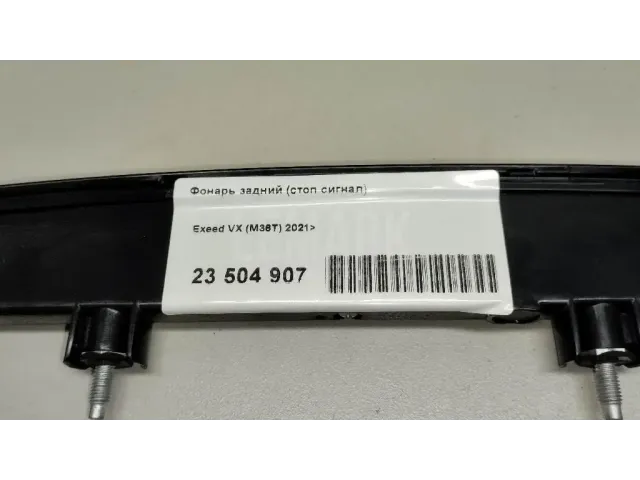 Фонарь задний (стоп сигнал)
Exeed VX (M36T) 2021>
23 504 907